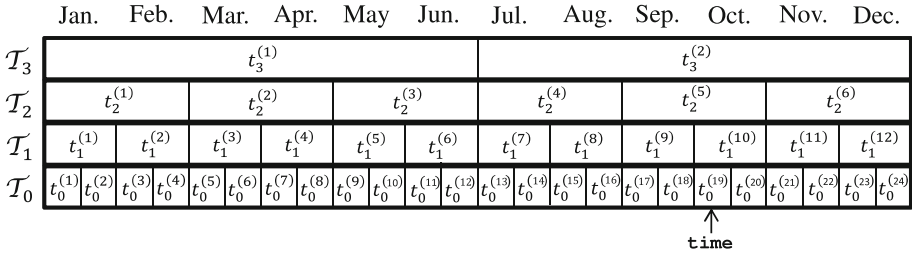 Jan. Feb. Mar. Apr. May Jun. Jul. Aug. Sep. Oct. Nov. Dec.
𝒯₃ t₃⁽¹⁾ t₃⁽²⁾
𝒯₂ t₂⁽¹⁾ t₂⁽²⁾ t₂⁽³⁾ t₂⁽⁴⁾ t₂⁽⁵⁾ t₂⁽⁶⁾
𝒯₁ t₁⁽¹⁾ t₁⁽²⁾ t₁⁽³⁾ t₁⁽⁴⁾ t₁⁽⁵⁾ t₁⁽⁶⁾ t₁⁽⁷⁾ t₁⁽⁸⁾ t₁⁽⁹⁾ t₁⁽¹⁰⁾ t₁⁽¹¹⁾ t₁⁽¹²⁾
𝒯₀ t₀⁽¹⁾ t₀⁽²⁾ t₀⁽³⁾ t₀⁽⁴⁾ t₀⁽⁵⁾ t₀⁽⁶⁾ t₀⁽⁷⁾ t₀⁽⁸⁾ t₀⁽⁹⁾ t₀⁽¹⁰⁾ t₀⁽¹¹⁾ t₀⁽¹²⁾ t₀⁽¹³⁾ t₀⁽¹⁴⁾ t₀⁽¹⁵⁾ t₀⁽¹⁶⁾ t₀⁽¹⁷⁾ t₀⁽¹⁸⁾ t₀⁽¹⁹⁾ t₀⁽²⁰⁾ t₀⁽²¹⁾ t₀⁽²²⁾ t₀⁽²³⁾ t₀⁽²⁴⁾
time